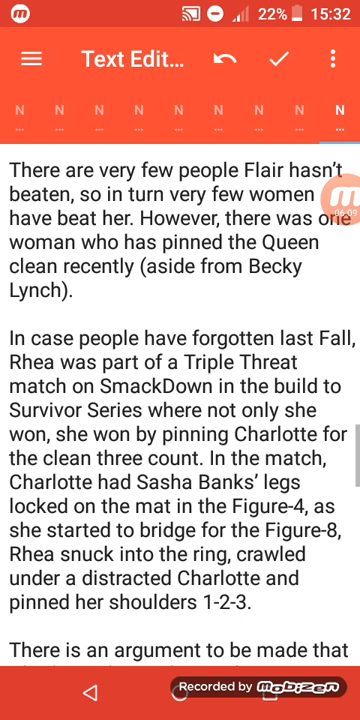 22% 15:32
Text Edit...
N N N N N N N N N
... ... ... ... ... ... ... ... ...
There are very few people Flair hasn't
beaten, so in turn very few women
have beat her. However, there was one
06:09
woman who has pinned the Queen
clean recently (aside from Becky
Lynch).
In case people have forgotten last Fall,
Rhea was part of a Triple Threat
match on SmackDown in the build to
Survivor Series where not only she
won, she won by pinning Charlotte for
the clean three count. In the match,
Charlotte had Sasha Banks' legs
locked on the mat in the Figure-4, as
she started to bridge for the Figure-8,
Rhea snuck into the ring, crawled
under a distracted Charlotte and
pinned her shoulders 1-2-3.
There is an argument to be made that
Recorded by Mobizen